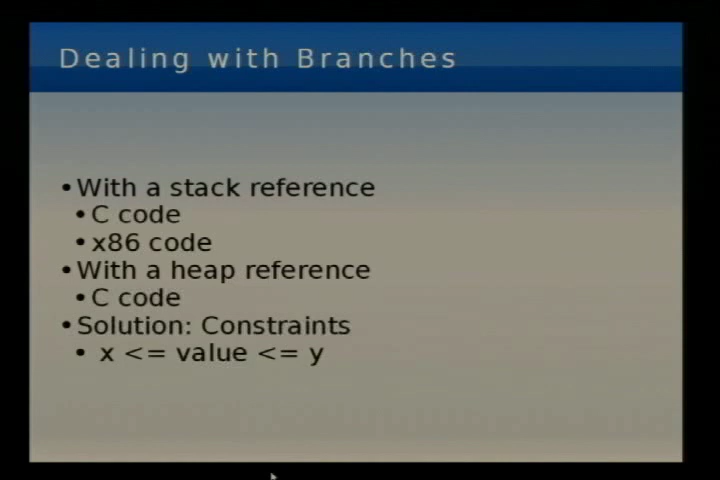 Dealing with Branches
• With a stack reference
• C code
• x86 code
• With a heap reference
• C code
• Solution: Constraints
• x <= value <= y